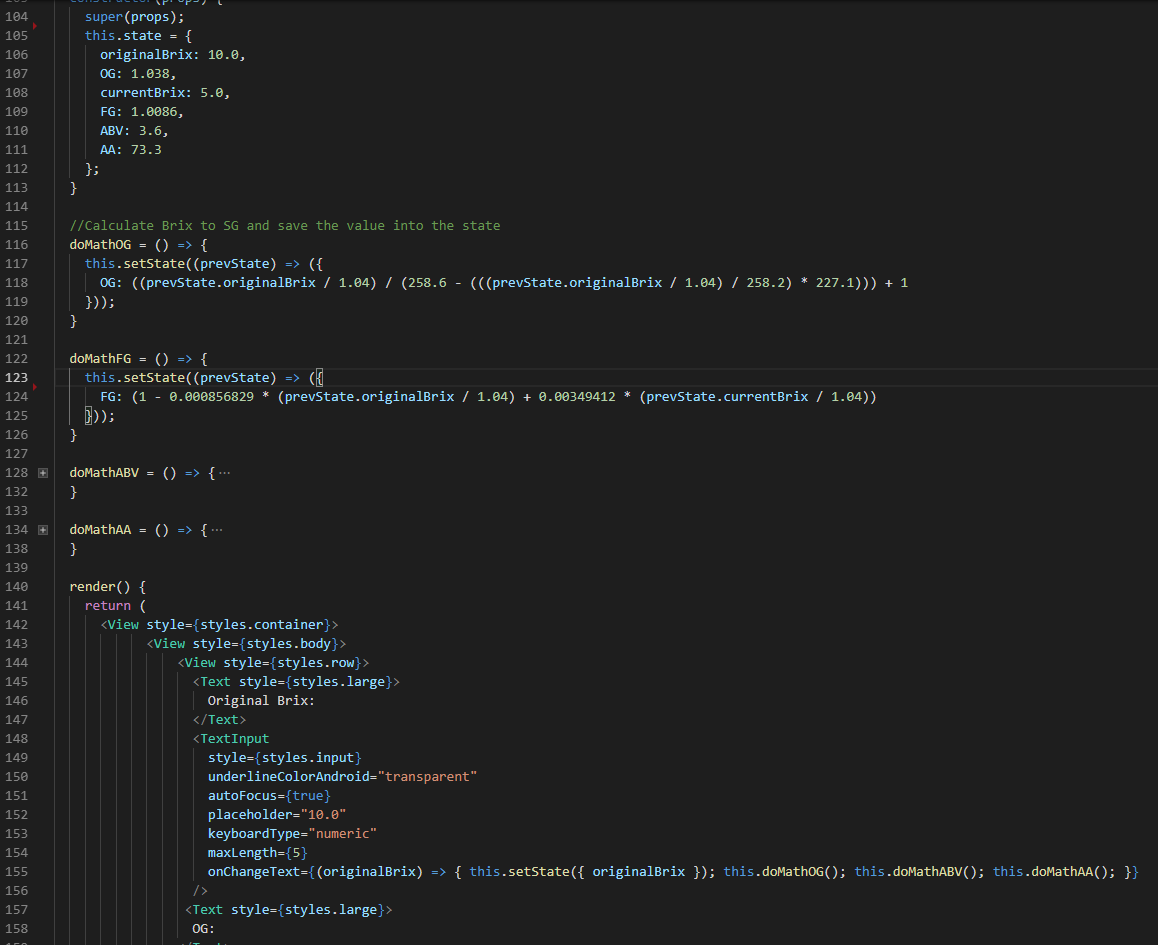 103 constructor(props) {
104 super(props);
105 this.state = {
106 originalBrix: 10.0,
107 OG: 1.038,
108 currentBrix: 5.0,
109 FG: 1.0086,
110 ABV: 3.6,
111 AA: 73.3
112 };
113 }
114
115 //Calculate Brix to SG and save the value into the state
116 doMathOG = () => {
117 this.setState((prevState) => ({
118 OG: ((prevState.originalBrix / 1.04) / (258.6 - (((prevState.originalBrix / 1.04) / 258.2) * 227.1))) + 1
119 }));
120 }
121
122 doMathFG = () => {
123 this.setState((prevState) => ({
124 FG: (1 - 0.000856829 * (prevState.originalBrix / 1.04) + 0.00349412 * (prevState.currentBrix / 1.04))
125 }));
126 }
127
128 doMathABV = () => { ...
132 }
133
134 doMathAA = () => { ...
138 }
139
140 render() {
141 return (
142 <View style={styles.container}>
143 <View style={styles.body}>
144 <View style={styles.row}>
145 <Text style={styles.large}>
146 Original Brix:
147 </Text>
148 <TextInput
149 style={styles.input}
150 underlineColorAndroid="transparent"
151 autoFocus={true}
152 placeholder="10.0"
153 keyboardType="numeric"
154 maxLength={5}
155 onChangeText={(originalBrix) => { this.setState({ originalBrix }); this.doMathOG(); this.doMathABV(); this.doMathAA(); }}
156 />
157 <Text style={styles.large}>
158 OG:
159 </Text>